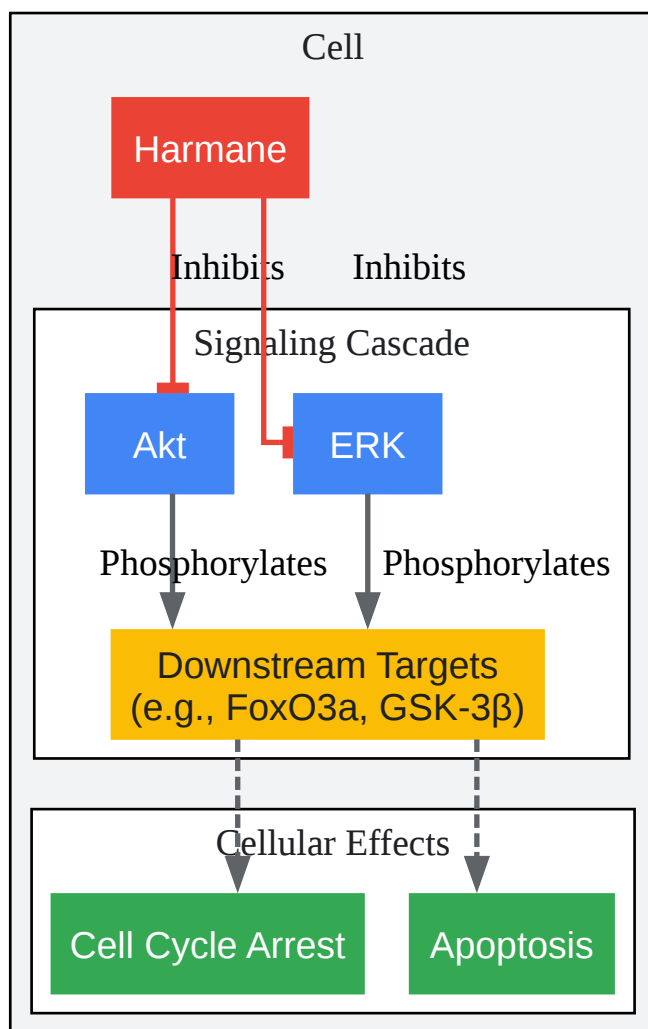 Cell
Harmane
Inhibits Inhibits
Signaling Cascade
Akt ERK
Phosphorylates Phosphorylates
Downstream Targets
(e.g., FoxO3a, GSK-3β)
Cellular Effects
Cell Cycle Arrest Apoptosis